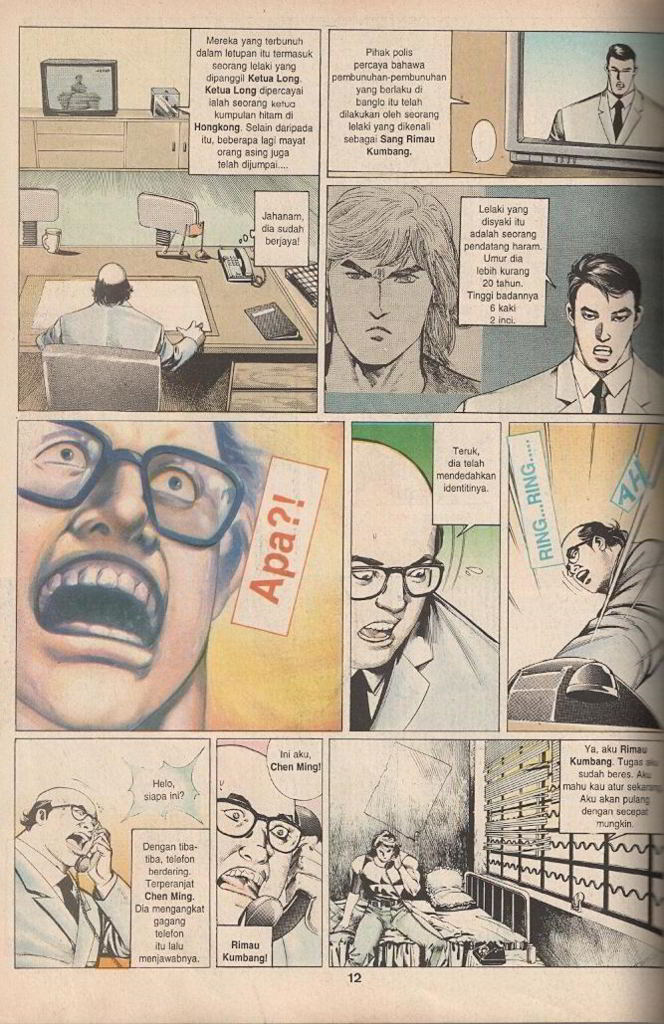 Mereka yang terbunuh
dalam letupan itu termasuk
seorang lelaki yang
dipanggil Ketua Long.
Ketua Long dipercayai
ialah seorang ketua
kumpulan hitam di
Hongkong. Selain daripada
itu, beberapa lagi mayat
orang asing juga
telah dijumpai....
Pihak polis
percaya bahawa
pembunuhan-pembunuhan
yang berlaku di
banglo itu telah
dilakukan oleh seorang
lelaki yang dikenali
sebagai Sang Rimau
Kumbang.
Jahanam,
dia sudah
berjaya!
Lelaki yang
disyaki itu
adalah seorang
pendatang haram.
Umur dia
lebih kurang
20 tahun.
Tinggi badannya
6 kaki
2 inci.
Apa?!
Teruk,
dia telah
mendedahkan
identitinya.
RING...RING.....
AH
Helo,
siapa ini?
Dengan tiba-
tiba, telefon
berdering.
Terperanjat
Chen Ming.
Dia mengangkat
gagang
telefon
itu lalu
menjawabnya.
Ini aku,
Chen Ming!
Rimau
Kumbang!
Ya, aku Rimau
Kumbang. Tugas aku
sudah beres. Aku
mahu kau atur sekarang.
Aku akan pulang
dengan secepat
mungkin.
12